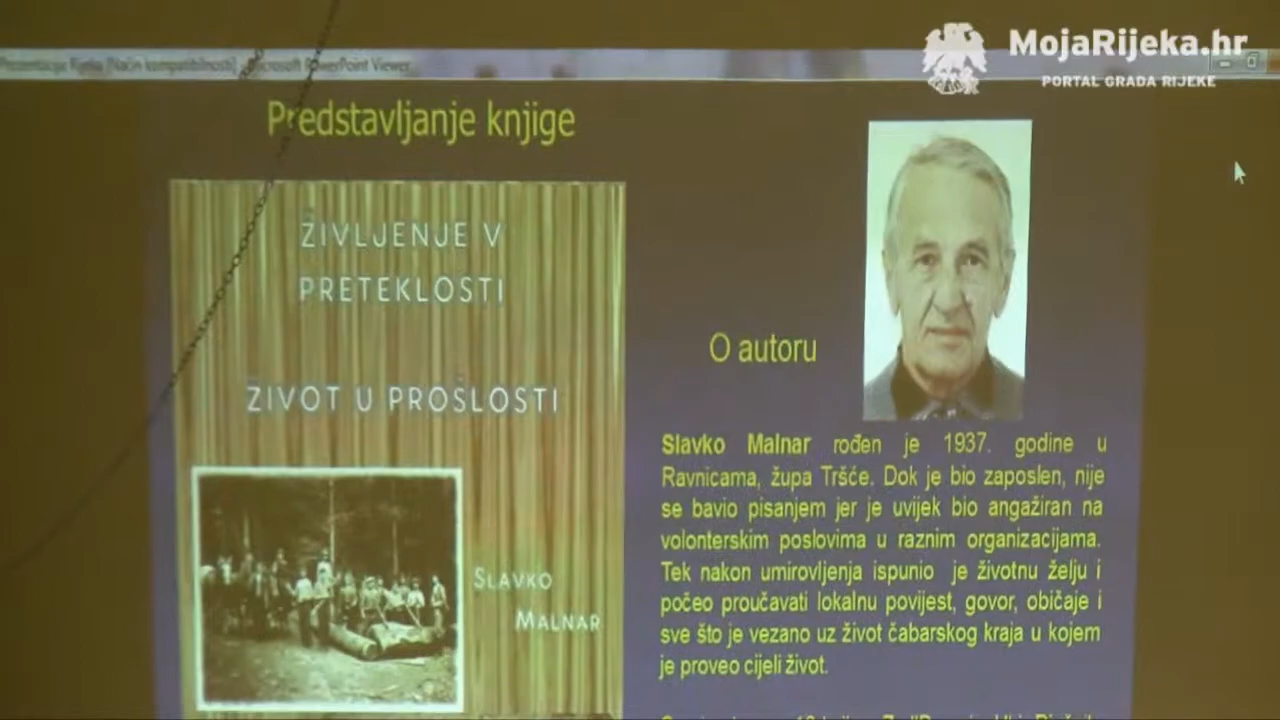 MojaRijeka.hr
PORTAL GRADA RIJEKE
Microsoft PowerPoint Viewer
Predstavljanje knjige
ŽIVLJENJE V
PRETEKLOSTI
ŽIVOT U PROŠLOSTI
SLAVKO
MALNAR
O autoru
Slavko Malnar rođen je 1937. godine u
Ravnicama, župa Tršće. Dok je bio zaposlen, nije
se bavio pisanjem jer je uvijek bio angažiran na
volonterskim poslovima u raznim organizacijama.
Tek nakon umirovljenja ispunio je životnu želju i
počeo proučavati lokalnu povijest, govor, običaje i
sve što je vezano uz život čabarskog kraja u kojem
je proveo cijeli život.